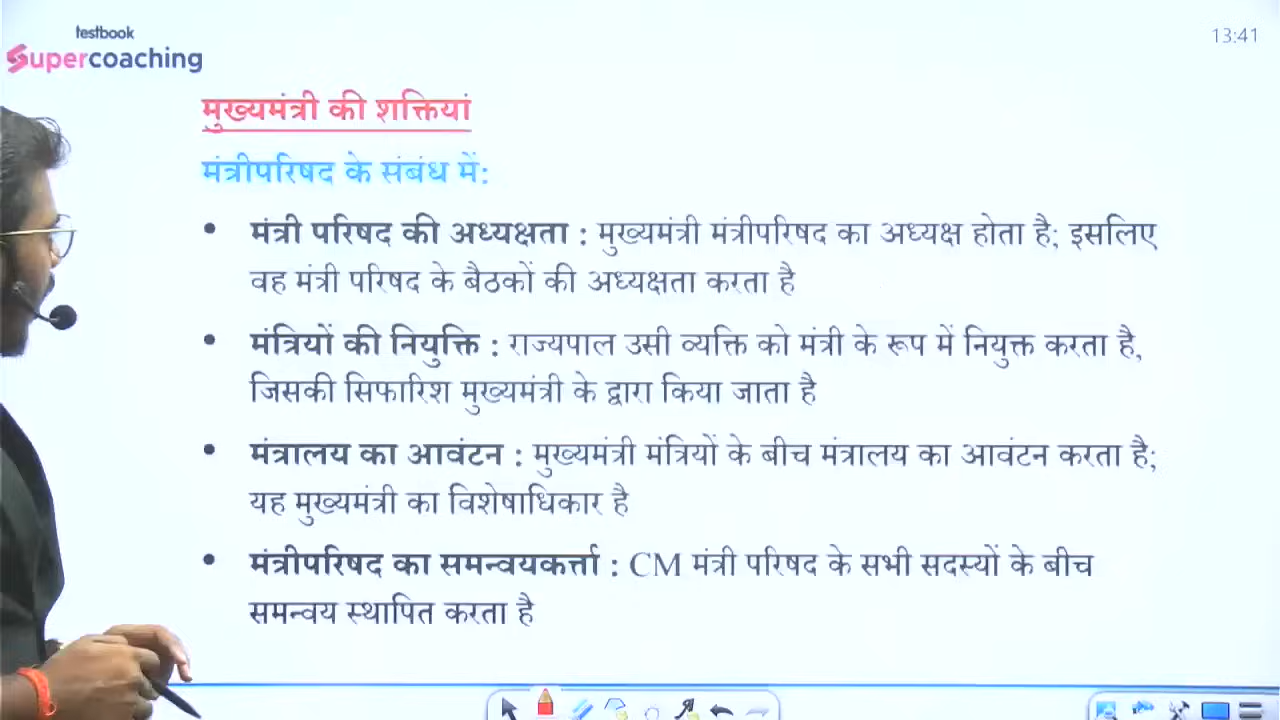 testbook
Supercoaching
13:41
मुख्यमंत्री की शक्तियां
मंत्रीपरिषद के संबंध में:
• मंत्री परिषद की अध्यक्षता : मुख्यमंत्री मंत्रीपरिषद का अध्यक्ष होता है; इसलिए
वह मंत्री परिषद के बैठकों की अध्यक्षता करता है
• मंत्रियों की नियुक्ति : राज्यपाल उसी व्यक्ति को मंत्री के रूप में नियुक्त करता है,
जिसकी सिफारिश मुख्यमंत्री के द्वारा किया जाता है
• मंत्रालय का आवंटन : मुख्यमंत्री मंत्रियों के बीच मंत्रालय का आवंटन करता है;
यह मुख्यमंत्री का विशेषाधिकार है
• मंत्रीपरिषद का समन्वयकर्त्ता : CM मंत्री परिषद के सभी सदस्यों के बीच
समन्वय स्थापित करता है